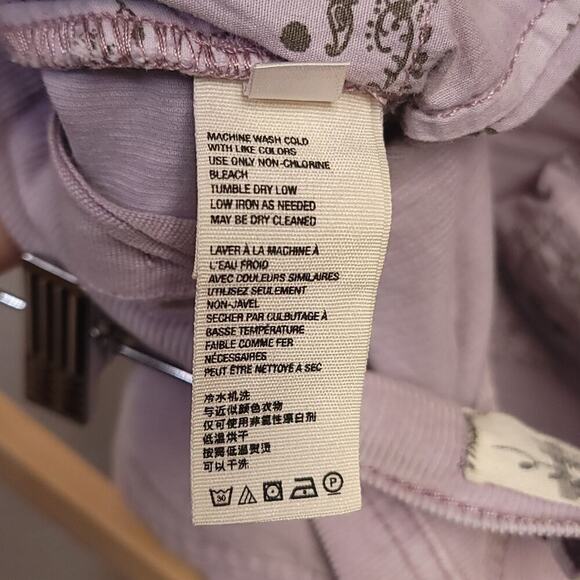 MACHINE WASH COLD
WITH LIKE COLORS
USE ONLY NON-CHLORINE
BLEACH
TUMBLE DRY LOW
LOW IRON AS NEEDED
MAY BE DRY CLEANED
LAVER À LA MACHINE À
L'EAU FROID
AVEC COULEURS SIMILAIRES
UTILISEZ SEULEMENT
NON-JAVEL
SECHER PAR CULBUTAGE À
BASSE TEMPÉRATURE
FAIBLE COMME FER
NÉCESSAIRES
PEUT ÊTRE NETTOYÉ A SEC
冷水机洗
与近似颜色衣物
仅可使用非氯性漂白剂
低温烘干
按需低温熨烫
可以干洗
30
P